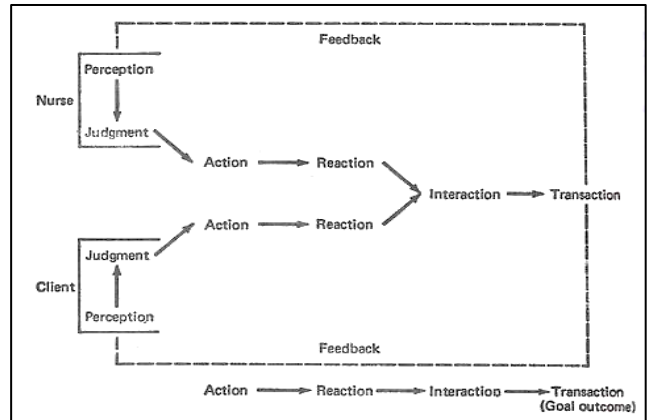 Feedback
Perception
Nurse
Judgment
Action Reaction
Interaction Transaction
Action Reaction
Judgment
Client
Perception
Feedback
Action Reaction Interaction Transaction
(Goal outcome)